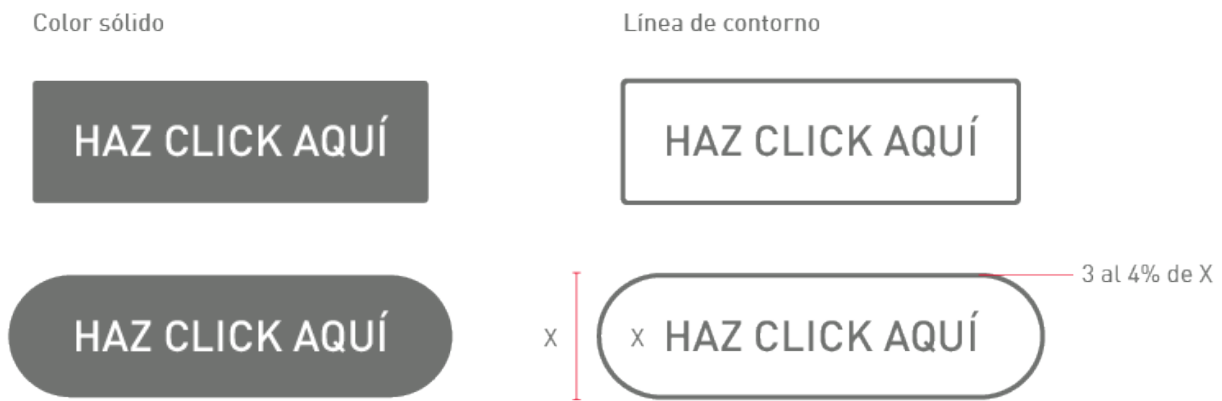 Color sólido
Línea de contorno
HAZ CLICK AQUÍ
HAZ CLICK AQUÍ
3 al 4% de X
HAZ CLICK AQUÍ
X
X HAZ CLICK AQUÍ